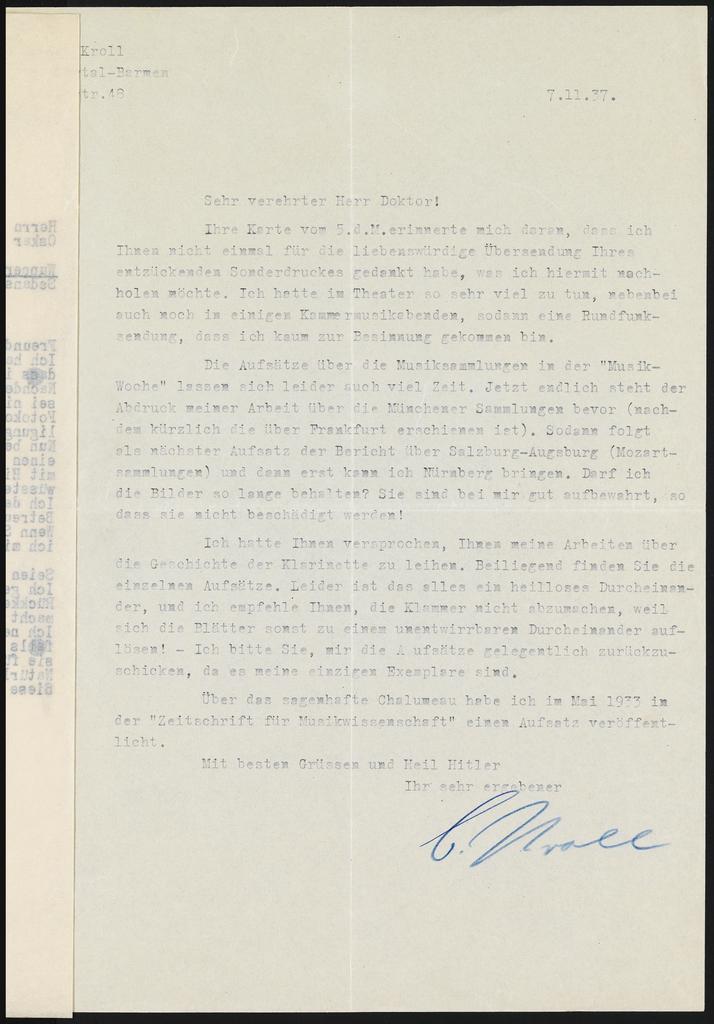 Kroll
tal-Barmen
tr.48
7.11.37.
Sehr verehrter Herr Doktor!
Ihre Karte vom 5.d.M.erinnerte mich daran, dass ich
Ihnen nicht einmal für die liebenswürdige Übersendung Ihres
entzückenden Sonderdruckes gedankt habe, was ich hiermit nach-
holen möchte. Ich hatte im Theater so sehr viel zu tun, nebenbei
auch noch in einigen Kammermusikabenden, sodann eine Rundfunk-
sendung, dass ich kaum zur Besinnung gekommen bin.
Die Aufsätze über die Musiksammlungen in der "Musik-
Woche" lassen sich leider auch viel Zeit. Jetzt endlich steht der
Abdruck meiner Arbeit über die Münchener Sammlungen bevor (nach-
dem kürzlich die über Frankfurt erschienen ist). Sodann folgt
als nächster Aufsatz der Bericht über Salzburg-Augsburg (Mozart-
sammlungen) und dann erst kann ich Nürnberg bringen. Darf ich
die Bilder so lange behalten? Sie sind bei mir gut aufbewahrt, so
dass sie nicht beschädigt werden!
Ich hatte Ihnen versprochen, Ihnen meine Arbeiten über
die Geschichte der Klarinette zu leihen. Beiliegend finden Sie die
einzelnen Aufsätze. Leider ist das alles ein heilloses Durcheinan-
der, und ich empfehle Ihnen, die Klammer nicht abzumachen, weil
sich die Blätter sonst zu einem unentwirrbaren Durcheinander auf-
lösen! - Ich bitte Sie, mir die A ufsätze gelegentlich zurückzu-
schicken, da es meine einzigen Exemplare sind.
Über das sagenhafte Chalumeau habe ich im Mai 1933 in
der "Zeitschrift für Musikwissenschaft" einen Aufsatz veröffent-
licht.
Mit besten Grüssen und Heil Hitler
Ihr sehr ergebener
O. Kroll